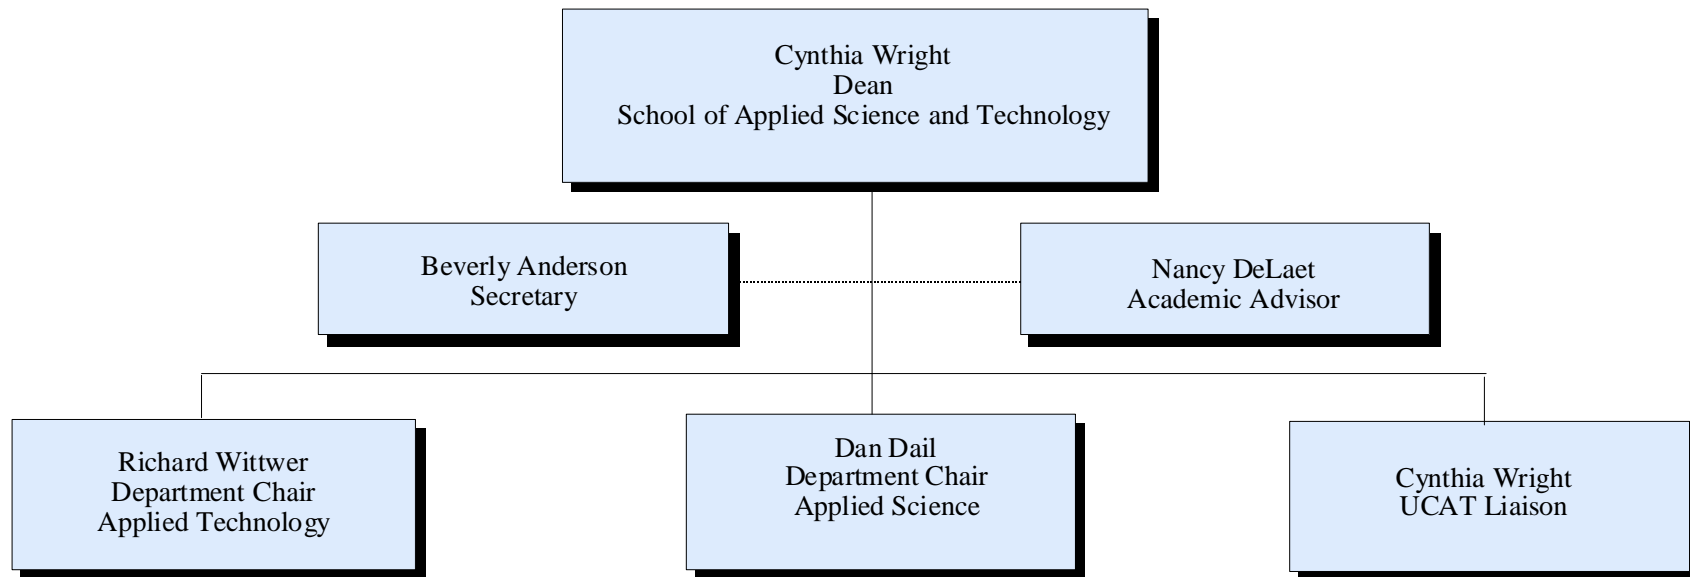 Cynthia Wright
Dean
School of Applied Science and Technology
Beverly Anderson
Secretary
Nancy DeLaet
Academic Advisor
Richard Wittwer
Department Chair
Applied Technology
Dan Dail
Department Chair
Applied Science
Cynthia Wright
UCAT Liaison